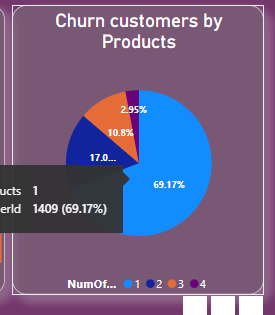 Churn customers by
Products
2.95%
10.8%
17.0...
69.17%
ucts 1
erId 1409 (69.17%)
NumOf... 1 2 3 4